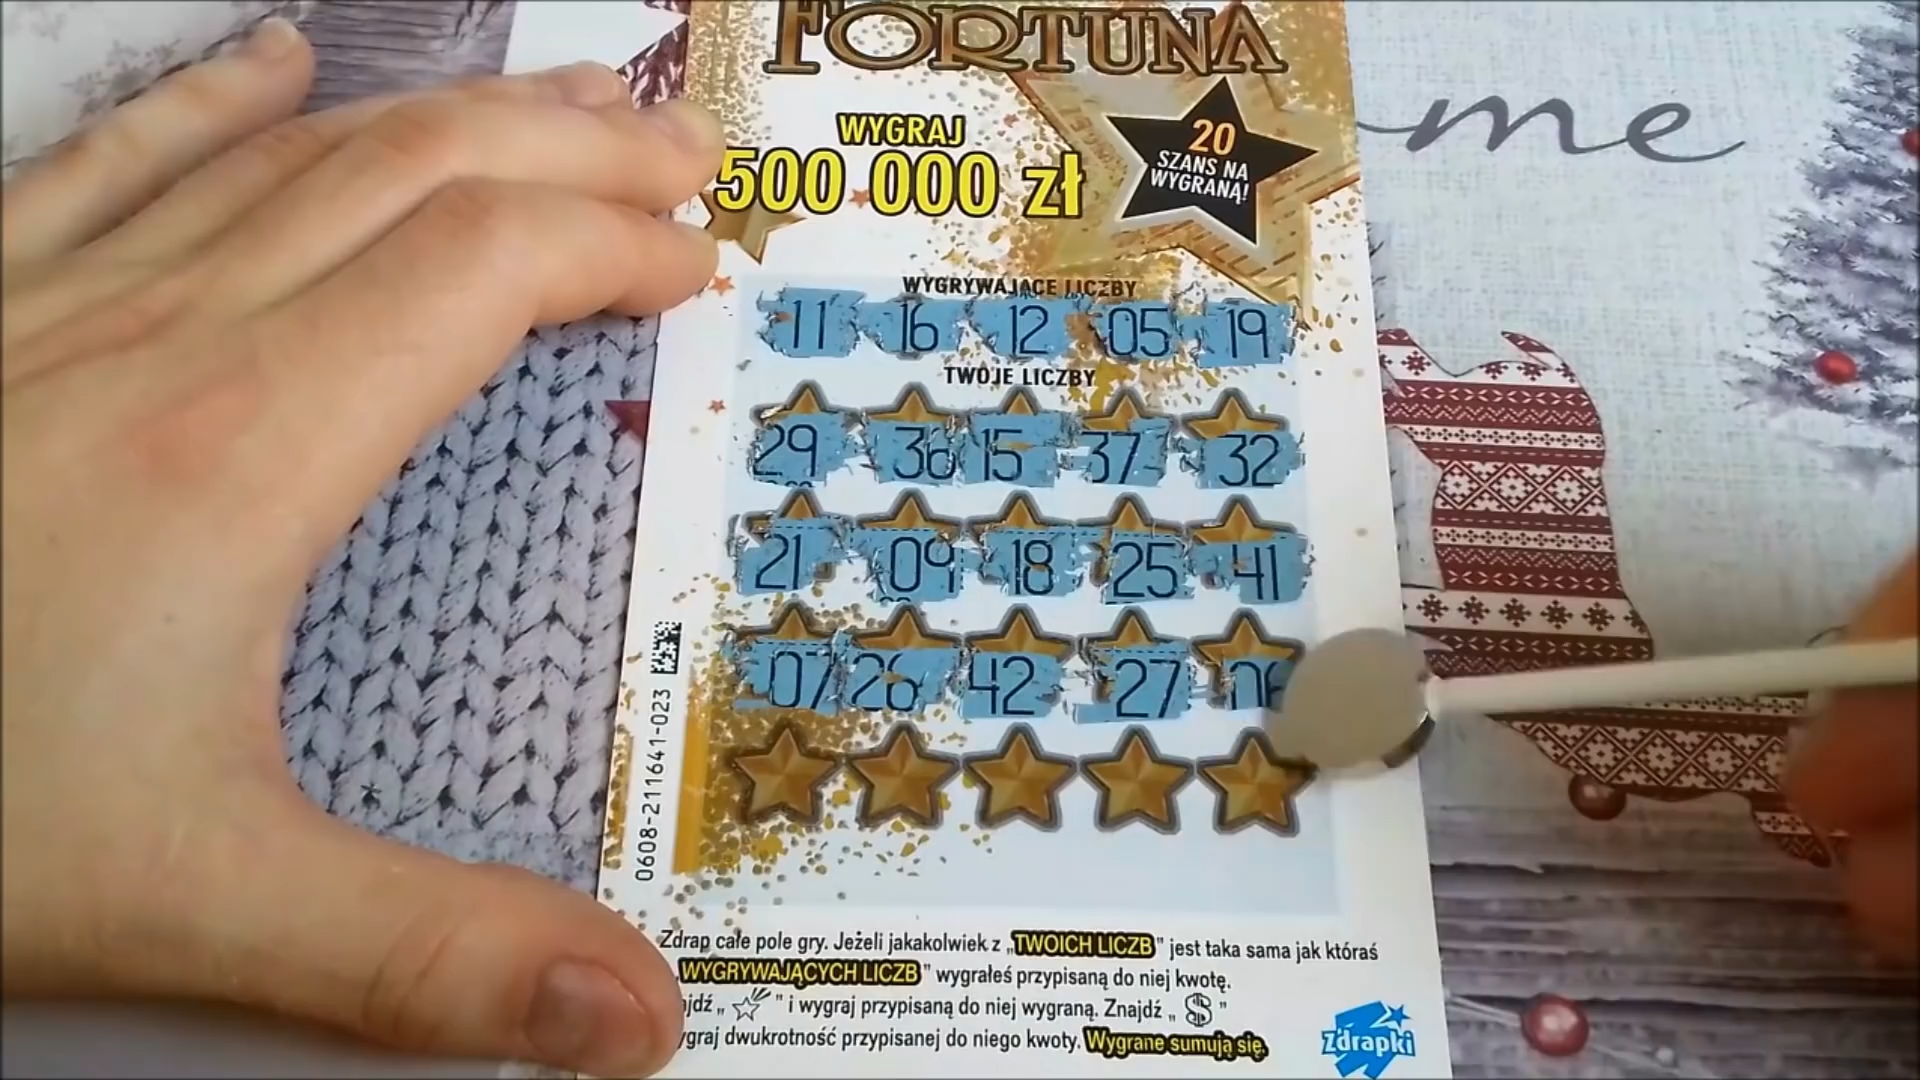 FORTUNA
me
WYGRAJ
500 000 zł
20
SZANS NA
WYGRANĄ!
WYGRYWAJĄCE LICZBY
11 16 12 05 19
TWOJE LICZBY
29 36 15 37 32
21 09 18 25 41
07 26 42 27
0608-211641-023
Zdrap całe pole gry. Jeżeli jakakolwiek z „TWOICH LICZB" jest taka sama jak któraś
„WYGRYWAJĄCYCH LICZB" wygrałeś przypisaną do niej kwotę.
„ " i wygraj przypisaną do niej wygraną. Znajdź „ $ "
dwukrotność przypisanej do niego kwoty. Wygrane sumują się.
Zdrapki